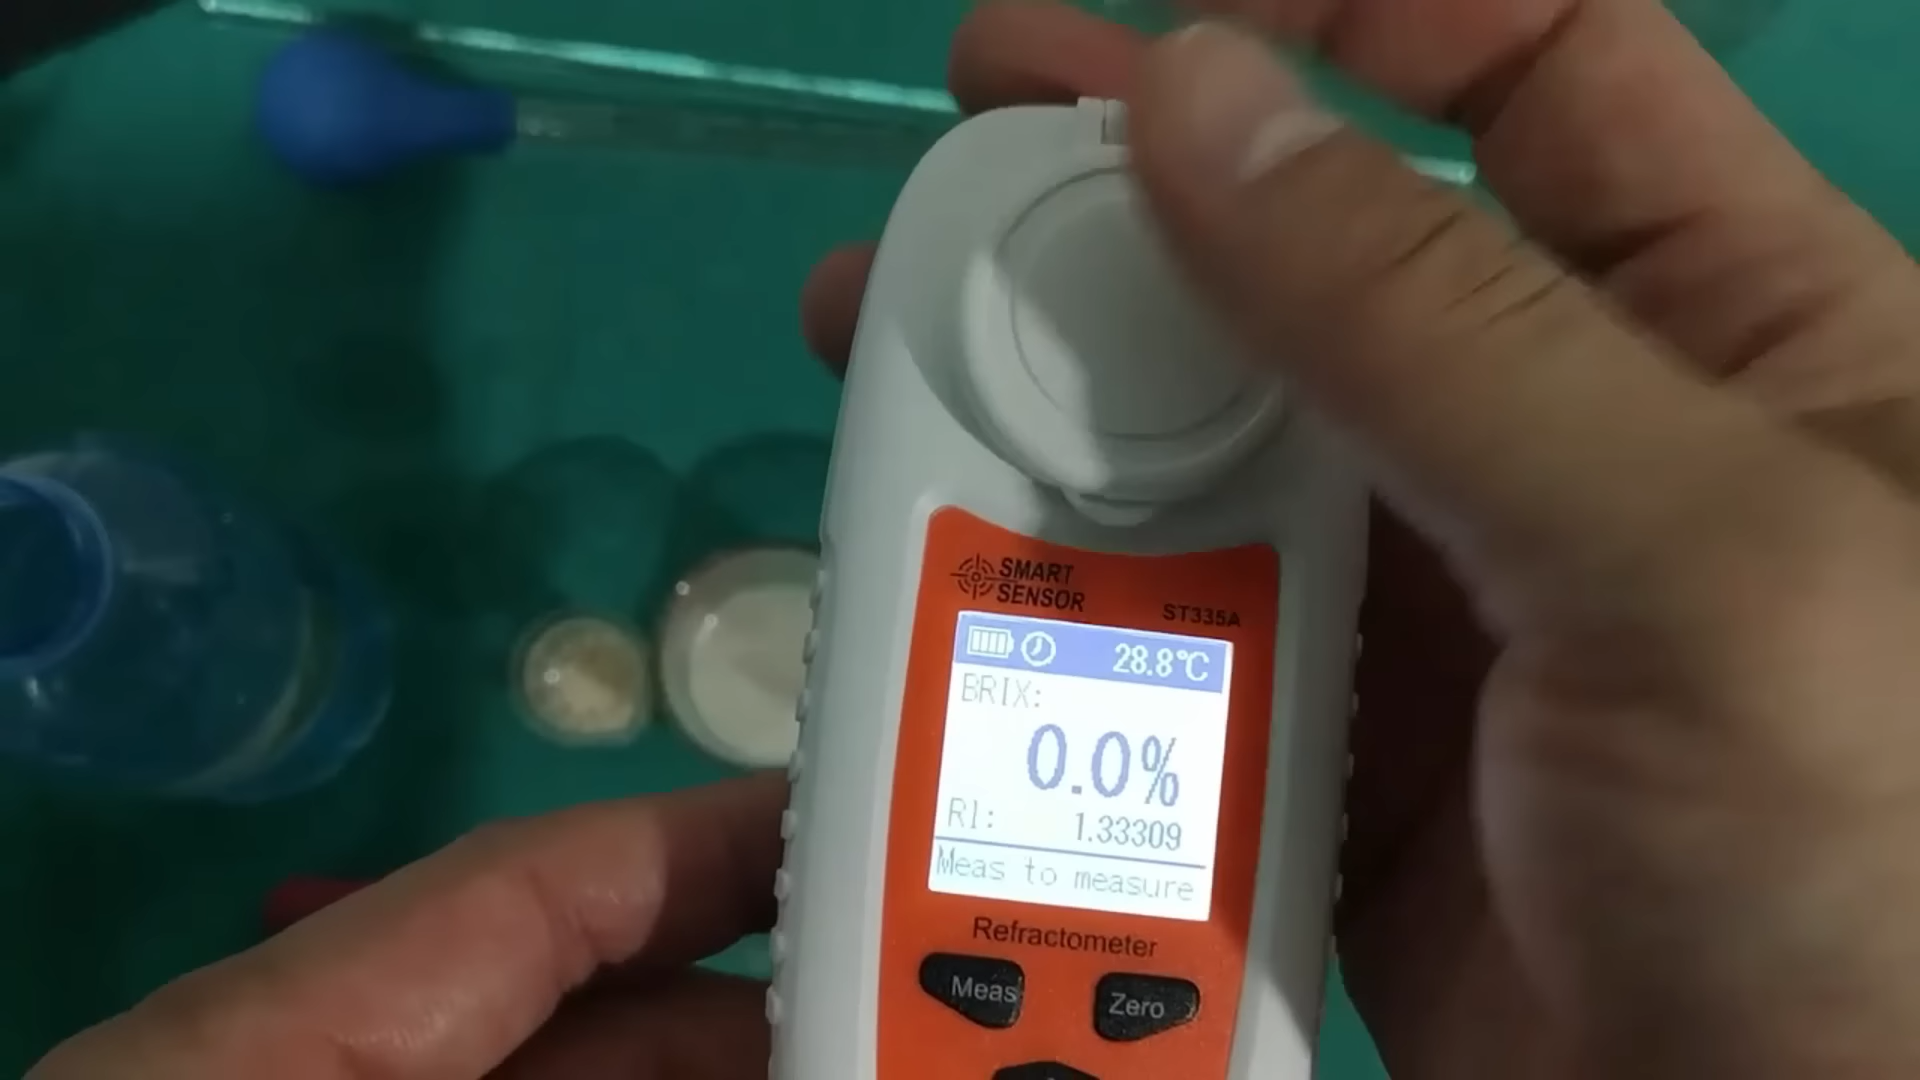 SMART
SENSOR
ST335A
28.8°C
BRIX:
0.0%
RI: 1.33309
Meas to measure
Refractometer
Meas
Zero